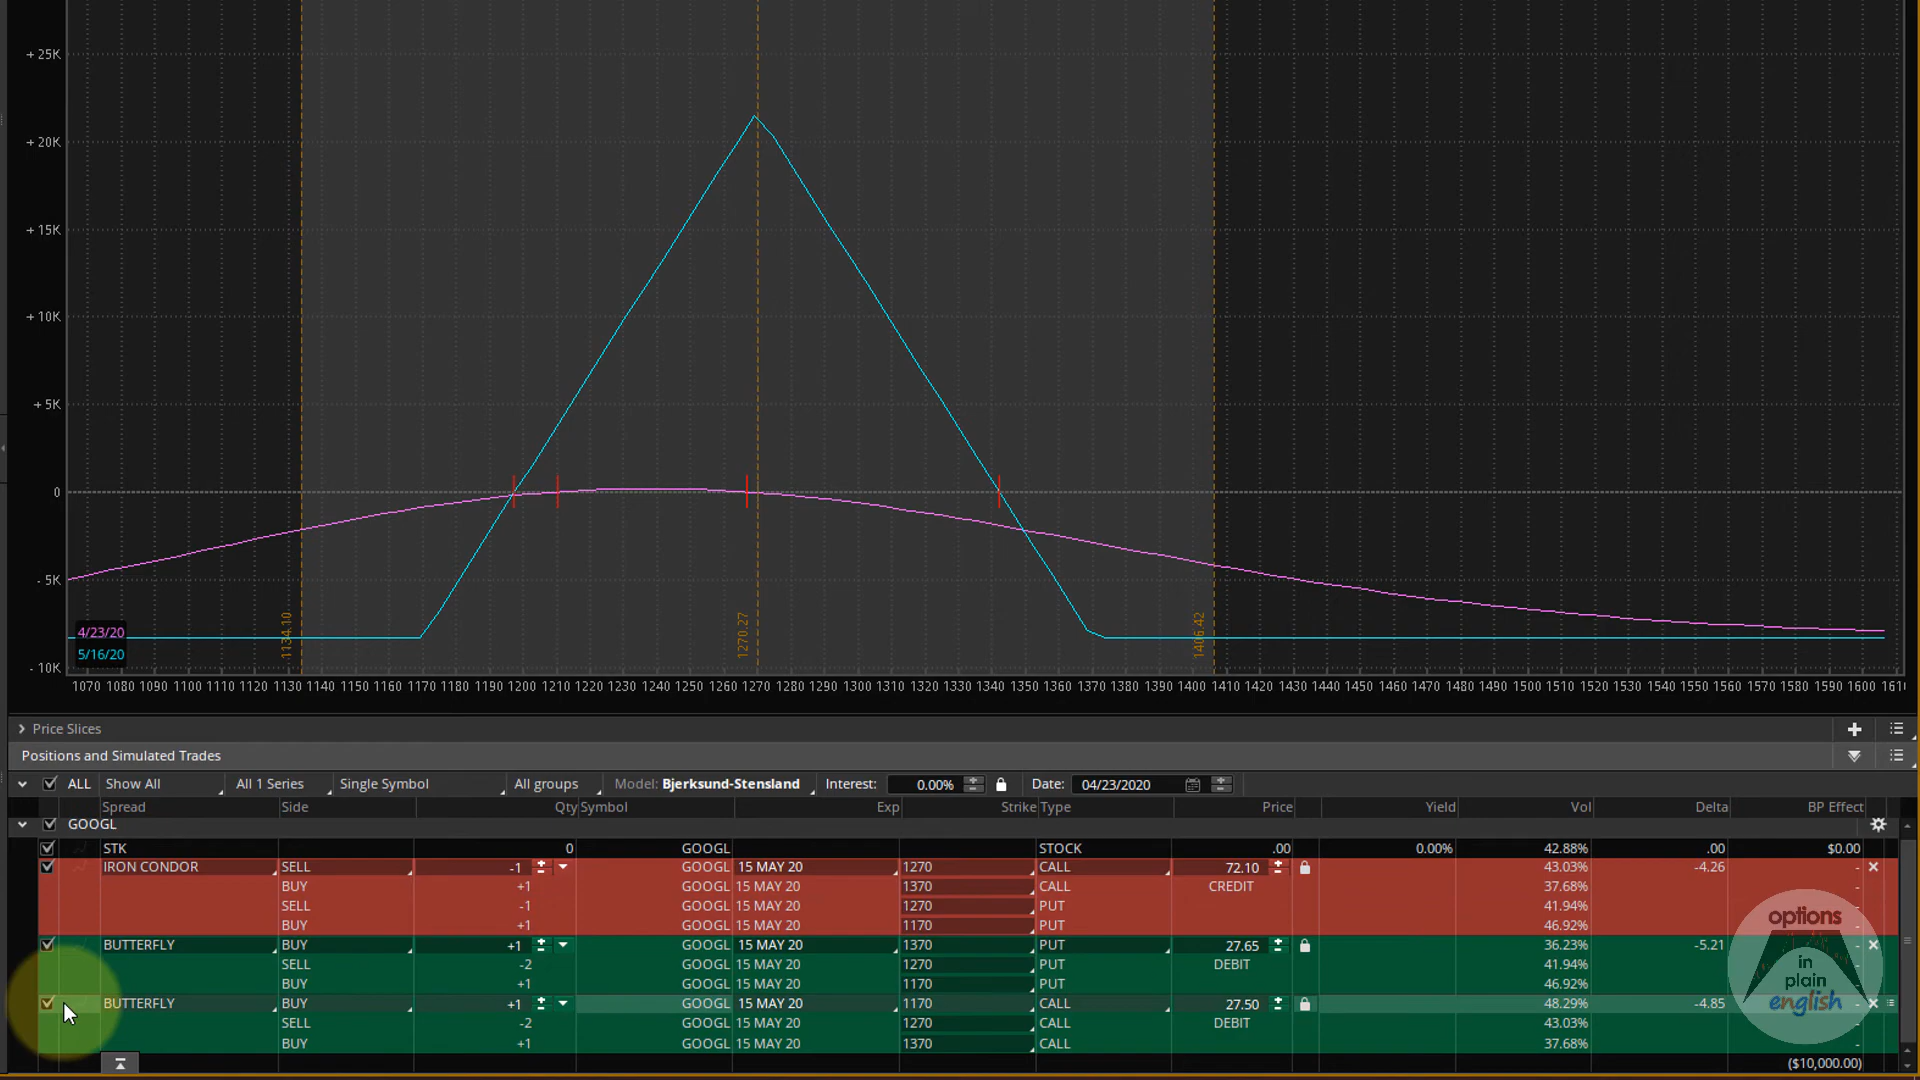 + 25K
+ 20K
+ 15K
+ 10K
+ 5K
0
- 5K
- 10K
4/23/20
5/16/20
1134.10
1270.27
1406.42
1070 1080 1090 1100 1110 1120 1130 1140 1150 1160 1170 1180 1190 1200 1210 1220 1230 1240 1250 1260 1270 1280 1290 1300 1310 1320 1330 1340 1350 1360 1370 1380 1390 1400 1410 1420 1430 1440 1450 1460 1470 1480 1490 1500 1510 1520 1530 1540 1550 1560 1570 1580 1590 1600 161
Price Slices
Positions and Simulated Trades
ALL Show All All 1 Series Single Symbol All groups Model: Bjerksund-Stensland Interest: 0.00% Date: 04/23/2020
Spread Side Qty Symbol Exp Strike Type Price Yield Vol Delta BP Effect
GOOGL
STK 0 GOOGL STOCK .00 0.00% 42.88% .00 $0.00
IRON CONDOR SELL -1 GOOGL 15 MAY 20 1270 CALL 72.10 43.03% -4.26 -
BUY +1 GOOGL 15 MAY 20 1370 CALL CREDIT 37.68% -
SELL -1 GOOGL 15 MAY 20 1270 PUT 41.94%
BUY +1 GOOGL 15 MAY 20 1170 PUT 46.92%
BUTTERFLY BUY +1 GOOGL 15 MAY 20 1370 PUT 27.65 36.23% -5.21
SELL -2 GOOGL 15 MAY 20 1270 PUT DEBIT 41.94%
BUY +1 GOOGL 15 MAY 20 1170 PUT 46.92%
BUTTERFLY BUY +1 GOOGL 15 MAY 20 1170 CALL 27.50 48.29% -4.85 -
SELL -2 GOOGL 15 MAY 20 1270 CALL DEBIT 43.03% -
BUY +1 GOOGL 15 MAY 20 1370 CALL 37.68% -
($10,000.00)
options
in
plain
english